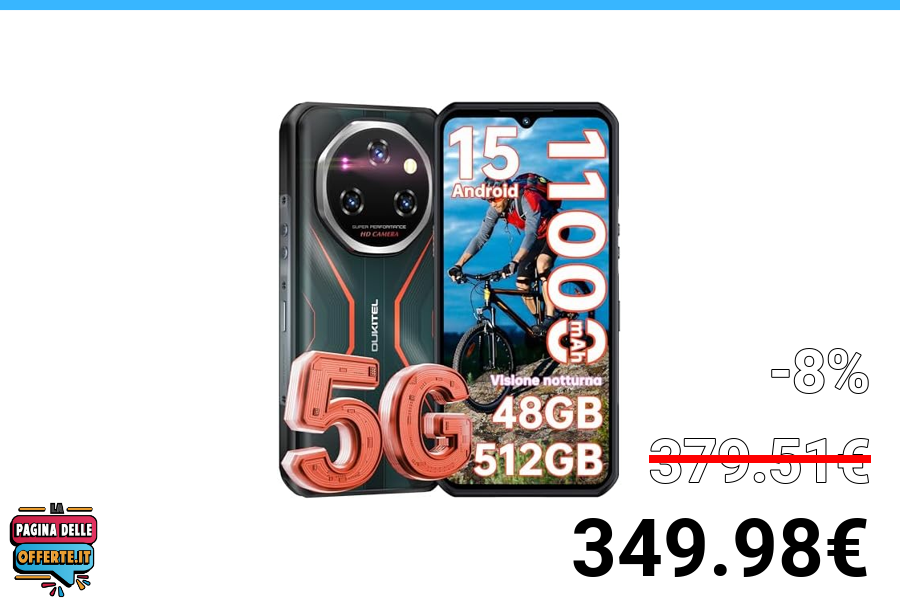 15
Android
11000
mAh
SUPER PERFORMANCE
HD CAMERA
OUKITEL
5G
Visione notturna
48GB
512GB
-8%
379.51€
349.98€
LA
PAGINA DELLE
OFFERTE.IT